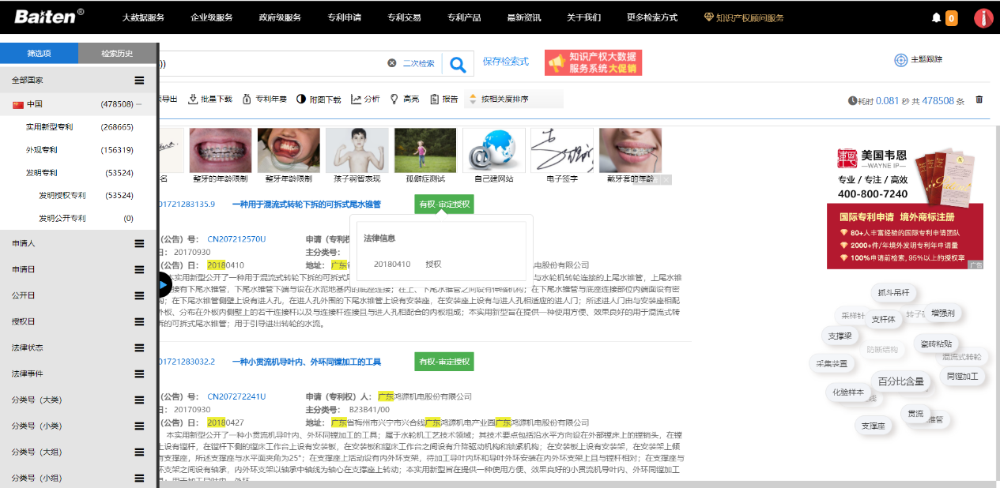 Baiten®
大数据服务 企业级服务 政府级服务 专利申请 专利交易 专利产品 最新资讯 关于我们 更多检索方式 知识产权顾问服务 0
筛选项 检索历史
)) 二次检索 保存检索式
知识产权大数据
服务系统大促销
主题跟踪
全部国家
中国 (478508)
实用新型专利 (268665)
外观专利 (156319)
发明专利 (53524)
发明授权专利 (53524)
发明公开专利 (0)
申请人
申请日
公开日
授权日
法律状态
法律事件
分类号（大类）
分类号（小类）
分类号（大组）
分类号（小组）
导出 批量下载 专利年费 附图下载 分析 高亮 报告 按相关度排序
耗时 0.081 秒 共 478508 条
名 整牙的年龄限制 整牙年龄限制 孩子弱智表现 孤僻症测试 自己建网站 电子签字 戴牙套的年龄
01721283135.9 一种用于混流式转轮下拆的可拆式尾水锥管 有权-审定授权
（公告）号： CN207212570U 申请（专利权
日： 20170930 主分类号：
（公告）日： 20180410 地址： 广东 电股份有限公司
法律信息
20180410 授权
本实用新型公开了一种用于混流式转轮下拆的可拆式尾 与水轮机转轮连接的上尾水锥管，上尾水锥
接有下尾水锥管，下尾水锥管下端与设在水泥地基内的底座连接；在上、下尾水锥管之间设有伸缩机构；在下尾水锥管与底座连接部位内端面设有密
；在下尾水锥管侧壁上设有进人孔，在进人孔外围的下尾水锥管上设有安装座，在安装座上设有与进人孔相适应的进人门；所述进人门由与安装座相配
外板、分布在外板内侧壁上的若干连接杆以及与连接杆连接且与进人孔相配合的内板组成；本实用新型旨在提供一种使用方便、效果良好的用于混流式转
拆的可拆式尾水锥管；用于引导进出转轮的水流。
01721283032.2 一种小贯流机导叶内、外环同镗加工的工具 有权-审定授权
（公告）号： CN207272241U 申请（专利权）人： 广东鸿源机电股份有限公司
日： 20170930 主分类号： B23B41/00
（公告）日： 20180427 地址： 广东省梅州市兴宁市兴合线广东鸿源机电产业园广东鸿源机电股份有限公司
本实用新型公开了一种小贯流机导叶内、外环同镗加工的工具；属于水轮机工艺技术领域；其技术要点包括沿水平方向设在外部镗床上的镗销头，在镗
上设有镗杆，在镗杆下侧的镗床工作台上设有安装板，在安装板和镗床工作台之间设有升降驱动机构和锁紧机构；在安装板上设有安装架，在安装架上倾
有支撑座，所述支撑座与水平面夹角为25°；在支撑座上活动设有内外环支架，待加工导叶内环和导叶外环安装在内外环支架上且与镗杆相对；在支撑座与
环支架之间设有轴承，内外环支架以轴承中轴线为轴心在支撑座上转动；本实用新型旨在提供一种使用方便、效果良好的小贯流机导叶内、外环同镗加工
美国韦恩
—WAYNE IP—
专业 / 专注 / 高效
400-800-7240
国际专利申请 境外商标注册
80+人丰富经验的国际专利申请团队
2000+件/年境外发明专利年申请量
100%申请前检索,95%以上的授权率
广告
抓斗吊杆
采样针 支杆体 增强剂
支撑梁 瓷砖粘贴
防断结构 混流式转轮
采集装置 同镗加工
百分比含量
化验样本
贯流
支撑座